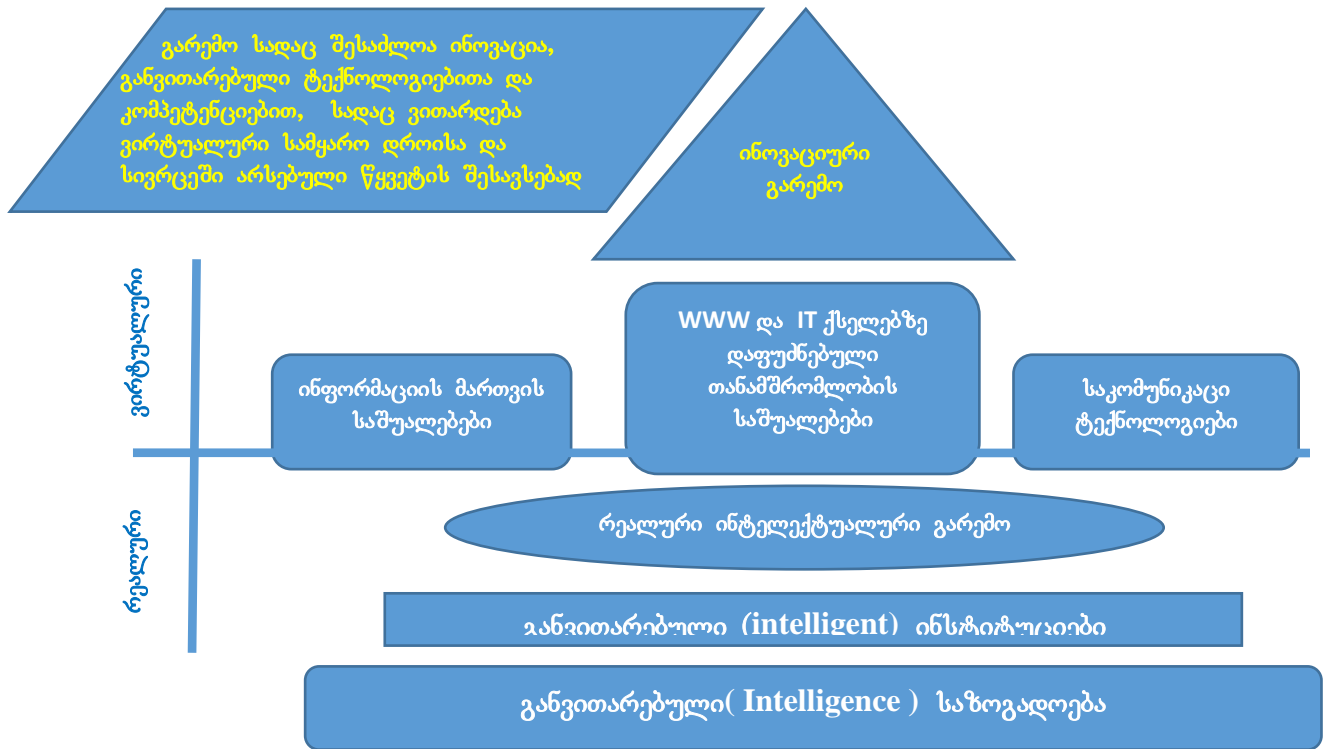 გარემო სადაც შესაძლოა ინოვაცია,
განვითარებული ტექნოლოგიებითა და
კომპეტენციებით, სადაც ვითარდება
ვირტუალური სამყარო დროისა და
სივრცეში არსებული წყვეტის შესავსებად
ინოვაციური
გარემო
ვირტუალური
WWW და IT ქსელებზე
დაფუძნებული
თანამშრომლობის
საშუალებები
ინფორმაციის მართვის
საშუალებები
საკომუნიკაცი
ტექნოლოგიები
რეალური
რეალური ინტელექტუალური გარემო
განვითარებული (intelligent) ინსტიტუციები
განვითარებული( Intelligence ) საზოგადოება